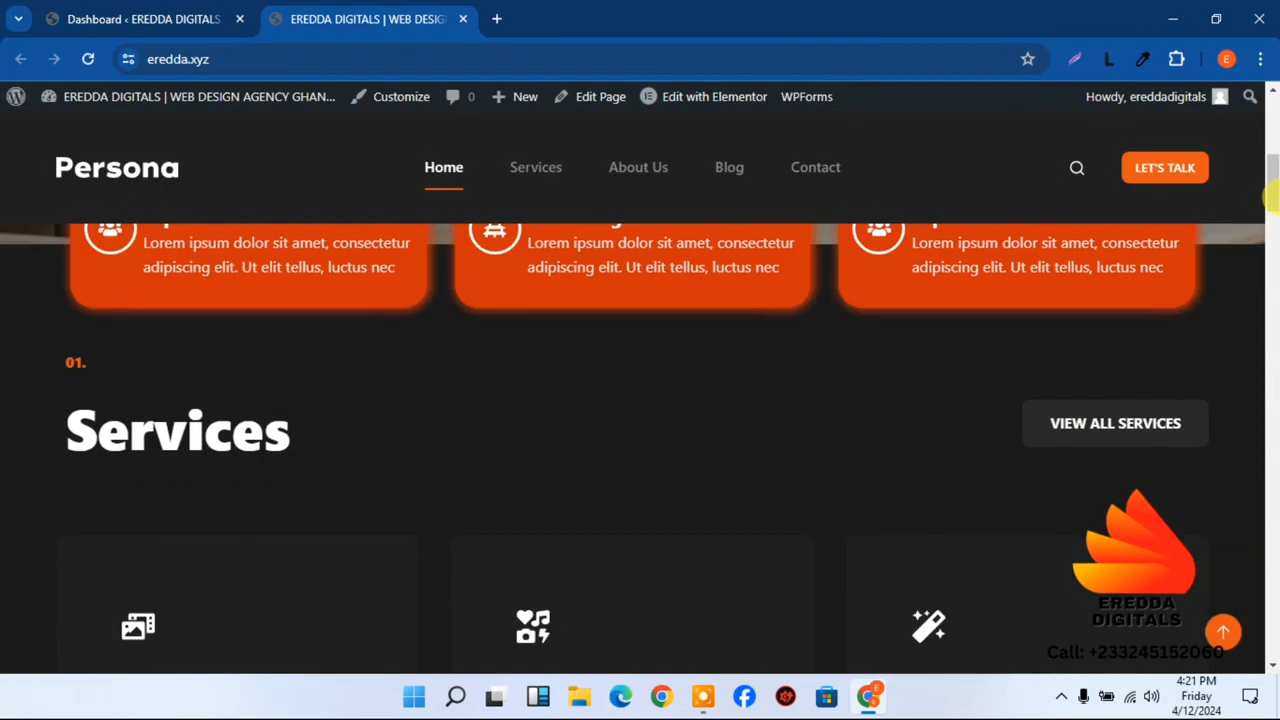 Dashboard ‹ EREDDA DIGITALS
EREDDA DIGITALS | WEB DESIG
eredda.xyz
EREDDA DIGITALS | WEB DESIGN AGENCY GHAN...
Customize
0
New
Edit Page
Edit with Elementor
WPForms
Howdy, ereddadigitals
Persona
Home
Services
About Us
Blog
Contact
LET'S TALK
Lorem ipsum dolor sit amet, consectetur
adipiscing elit. Ut elit tellus, luctus nec
Lorem ipsum dolor sit amet, consectetur
adipiscing elit. Ut elit tellus, luctus nec
Lorem ipsum dolor sit amet, consectetur
adipiscing elit. Ut elit tellus, luctus nec
01.
Services
VIEW ALL SERVICES
EREDDA
DIGITALS
Call: +233245152060
4:21 PM
Friday
4/12/2024